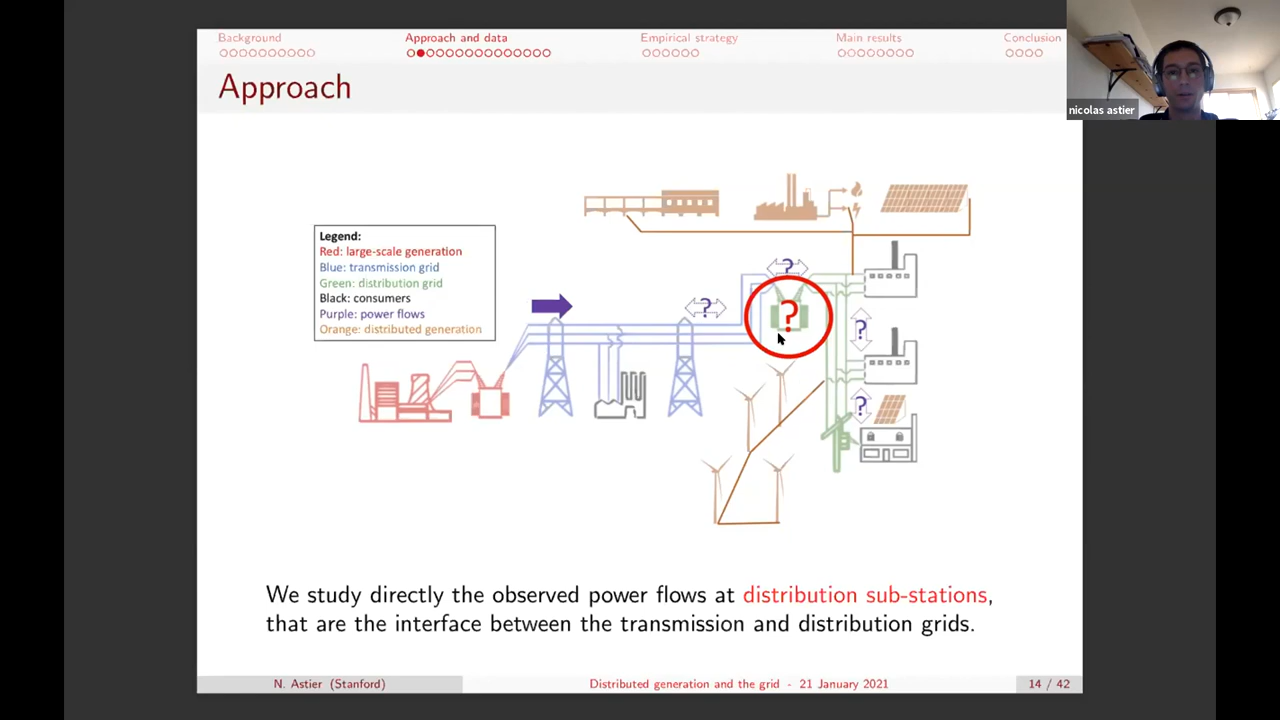 Background
Approach and data
Empirical strategy
Main results
Conclusion
nicolas astier
Approach
Legend:
Red: large-scale generation
Blue: transmission grid
Green: distribution grid
Black: consumers
Purple: power flows
Orange: distributed generation
?
?
?
?
?
We study directly the observed power flows at distribution sub-stations,
that are the interface between the transmission and distribution grids.
N. Astier (Stanford)
Distributed generation and the grid - 21 January 2021
14 / 42